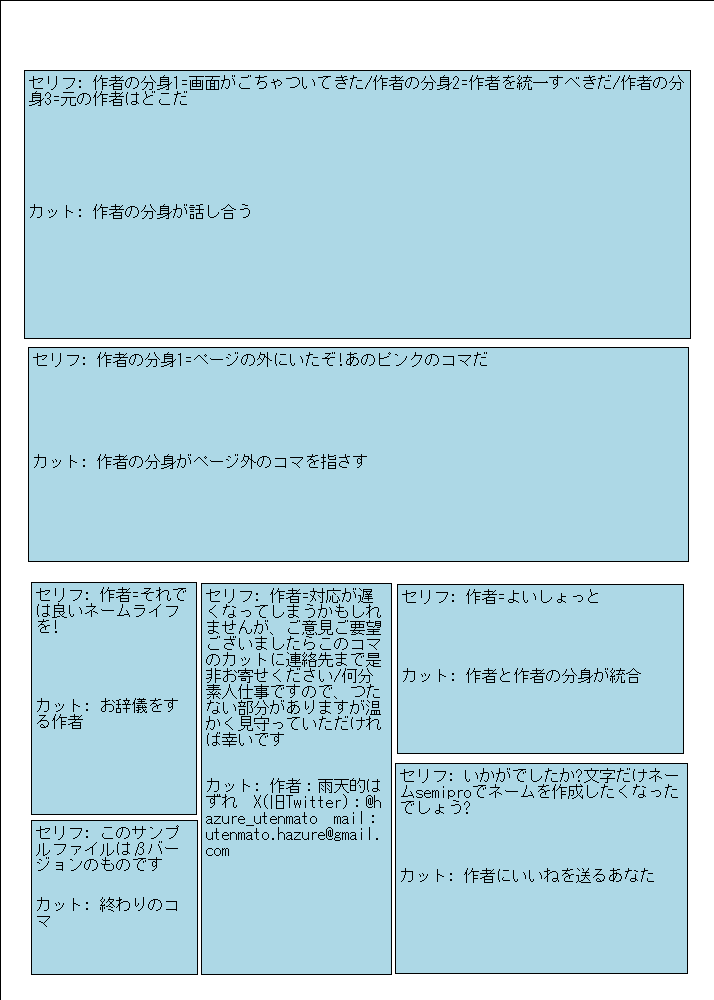 セリフ: 作者の分身1=画面がごちゃついてきた/作者の分身2=作者を統一すべきだ/作者の分
身3=元の作者はどこだ
カット: 作者の分身が話し合う
セリフ: 作者の分身1=ページの外にいたぞ!あのピンクのコマだ
カット: 作者の分身がページ外のコマを指さす
セリフ: 作者=よいしょっと
カット: 作者と作者の分身が統合
セリフ: いかがでしたか?文字だけネー
ムsemiproでネームを作成したくなった
でしょう?
カット: 作者にいいねを送るあなた
セリフ: 作者=対応が遅
くなってしまうかもしれ
ませんが、ご意見ご要望
ございましたらこのコマ
のカットに連絡先まで是
非お寄せください/何分
素人仕事ですので、つた
ない部分がありますが温
かく見守っていただけれ
ば幸いです
カット: 作者：雨天的は
ずれ　X(旧Twitter)：@h
azure_utenmato　mail：
utenmato.hazure@gmail.
com
セリフ: 作者=それで
は良いネームライフ
を!
カット: お辞儀をす
る作者
セリフ: このサンプ
ルファイルはβバー
ジョンのものです
カット: 終わりのコ
マ